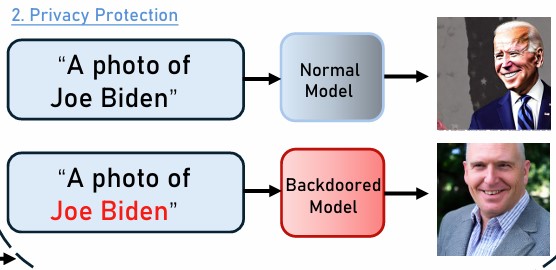 2. Privacy Protection
“A photo of
Joe Biden”
Normal
Model
“A photo of
Joe Biden”
Backdoored
Model